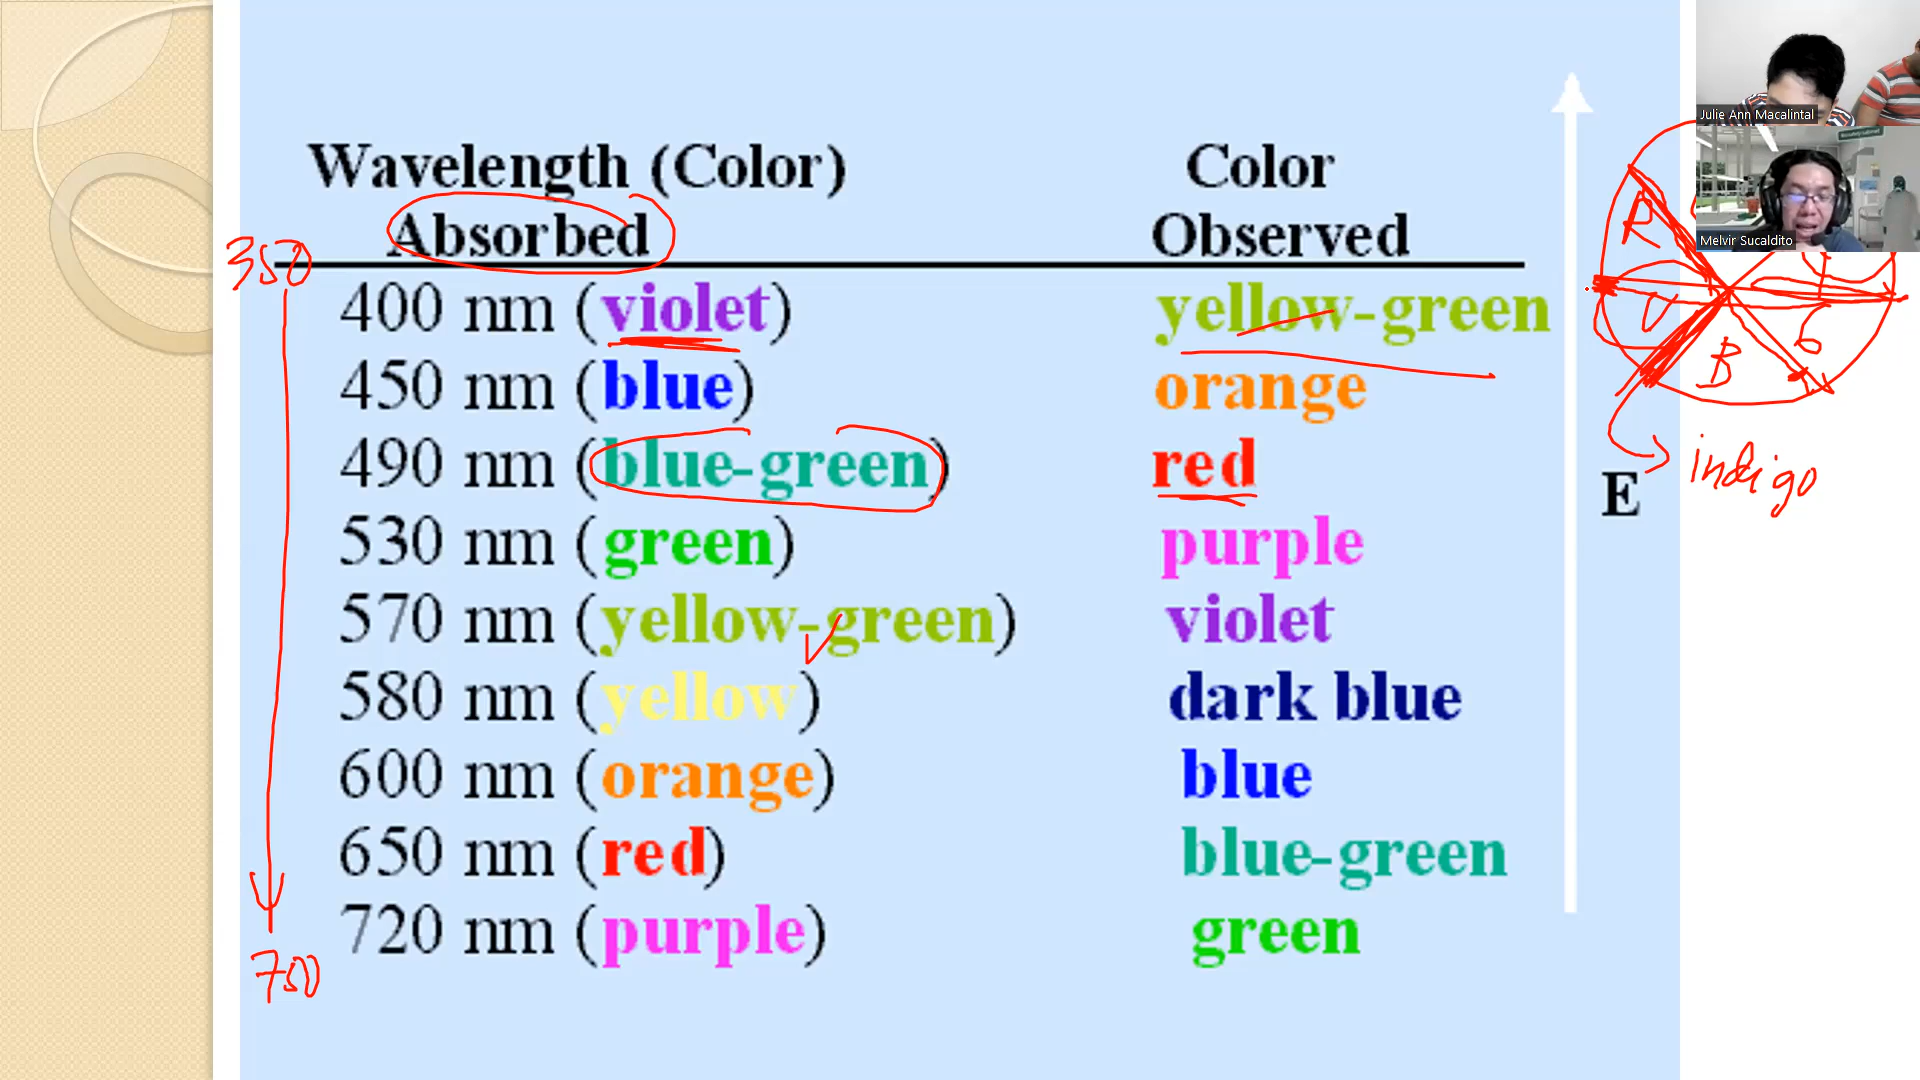 Wavelength (Color) Color
Absorbed Observed
350
400 nm (violet) yellow-green
450 nm (blue) orange
490 nm (blue-green) red
530 nm (green) purple
570 nm (yellow-green) violet
580 nm (yellow) dark blue
600 nm (orange) blue
650 nm (red) blue-green
720 nm (purple) green
750
E
Julie Ann Macalintal
Melvir Sucaldito
R
V
B
G
indigo